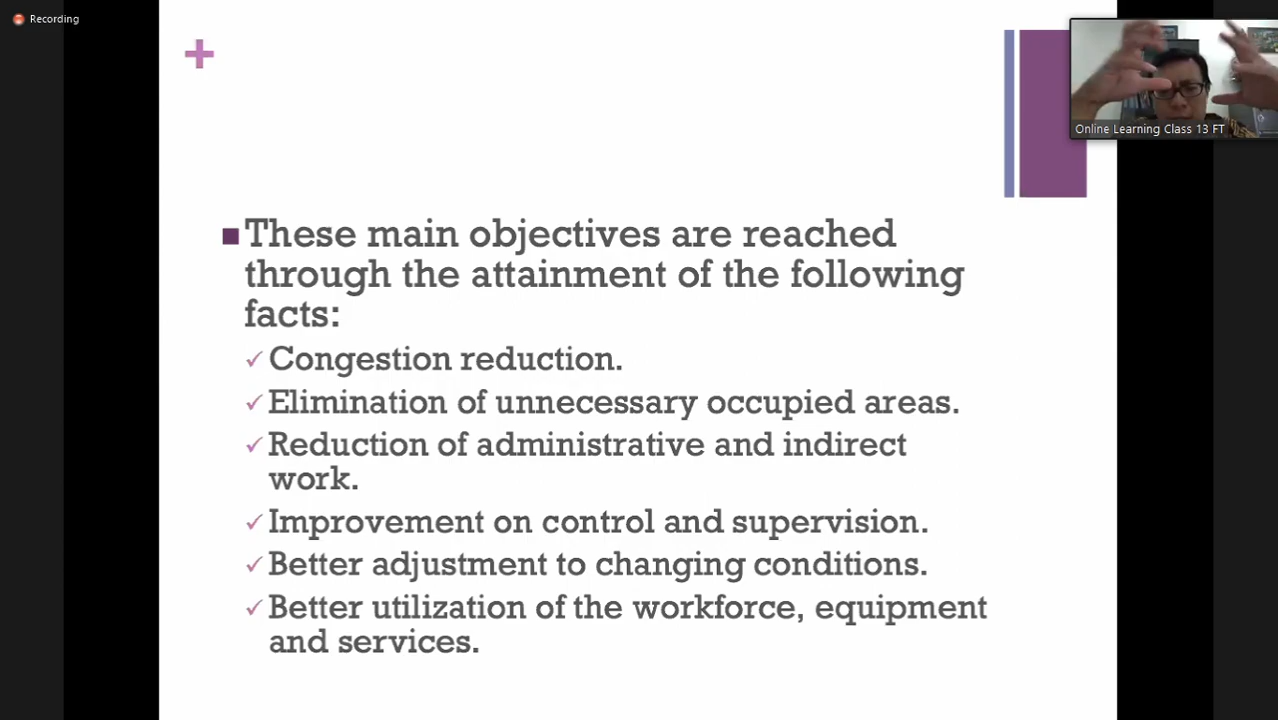 Recording
Online Learning Class 13 FT
These main objectives are reached
through the attainment of the following
facts:
Congestion reduction.
Elimination of unnecessary occupied areas.
Reduction of administrative and indirect
work.
Improvement on control and supervision.
Better adjustment to changing conditions.
Better utilization of the workforce, equipment
and services.